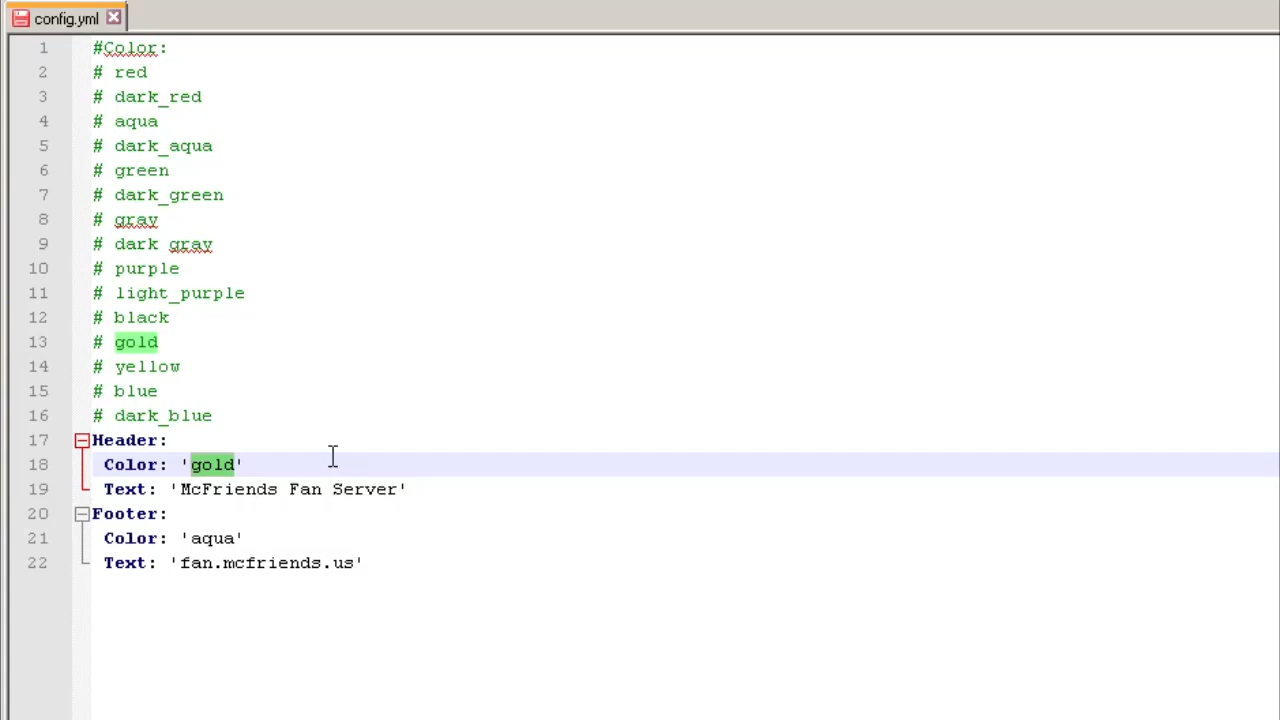 config.yml
1 #Color:
2 # red
3 # dark_red
4 # aqua
5 # dark_aqua
6 # green
7 # dark_green
8 # gray
9 # dark gray
10 # purple
11 # light_purple
12 # black
13 # gold
14 # yellow
15 # blue
16 # dark_blue
17 Header:
18 Color: 'gold'
19 Text: 'McFriends Fan Server'
20 Footer:
21 Color: 'aqua'
22 Text: 'fan.mcfriends.us'